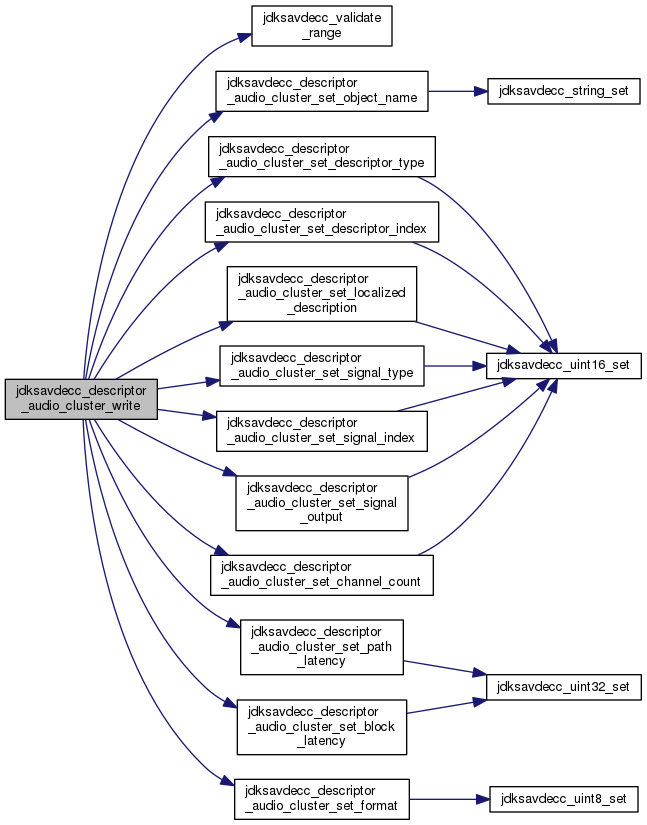 jdksavdecc_validate
_range
jdksavdecc_descriptor
_audio_cluster_set_object_name
jdksavdecc_string_set
jdksavdecc_descriptor
_audio_cluster_set_descriptor_type
jdksavdecc_descriptor
_audio_cluster_set_descriptor_index
jdksavdecc_descriptor
_audio_cluster_set_localized
_description
jdksavdecc_descriptor
_audio_cluster_set_signal_type
jdksavdecc_uint16_set
jdksavdecc_descriptor
_audio_cluster_write
jdksavdecc_descriptor
_audio_cluster_set_signal_index
jdksavdecc_descriptor
_audio_cluster_set_signal
_output
jdksavdecc_descriptor
_audio_cluster_set_channel_count
jdksavdecc_descriptor
_audio_cluster_set_path
_latency
jdksavdecc_uint32_set
jdksavdecc_descriptor
_audio_cluster_set_block
_latency
jdksavdecc_descriptor
_audio_cluster_set_format
jdksavdecc_uint8_set